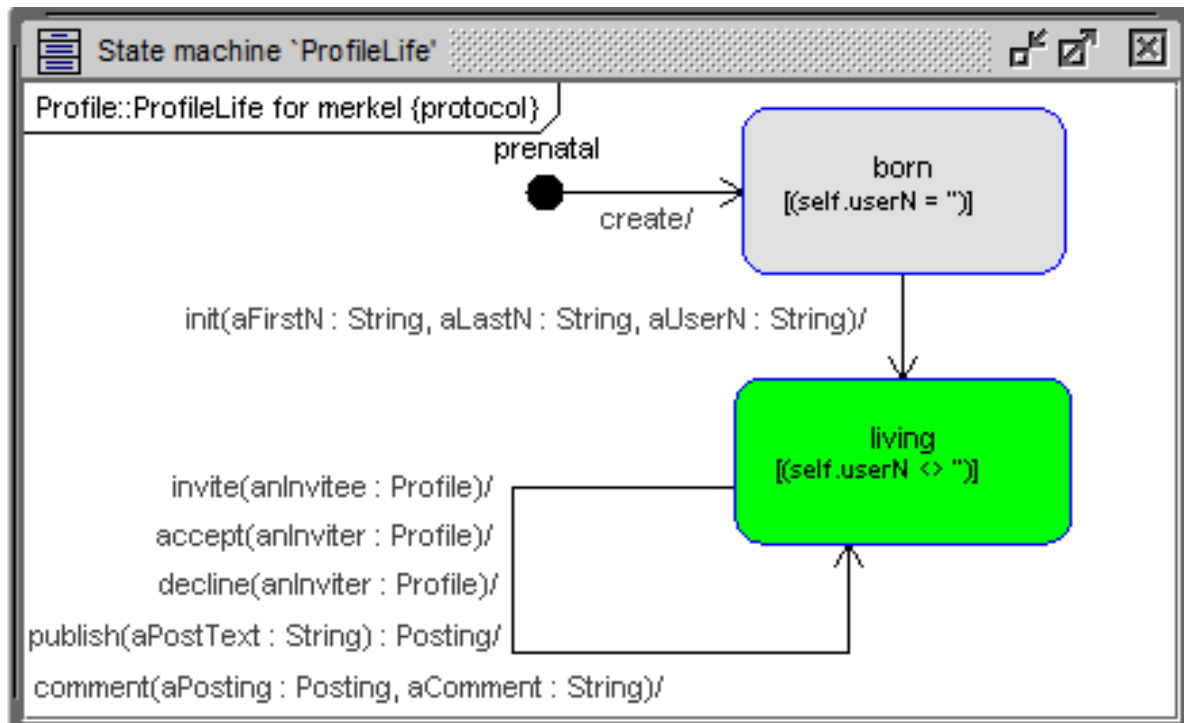 State machine `ProfileLife'
Profile::ProfileLife for merkel {protocol}
prenatal
born
[(self.userN = '')]
create/
init(aFirstN : String, aLastN : String, aUserN : String)/
living
[(self.userN <> '')]
invite(anInvitee : Profile)/
accept(anInviter : Profile)/
decline(anInviter : Profile)/
publish(aPostText : String) : Posting/
comment(aPosting : Posting, aComment : String)/